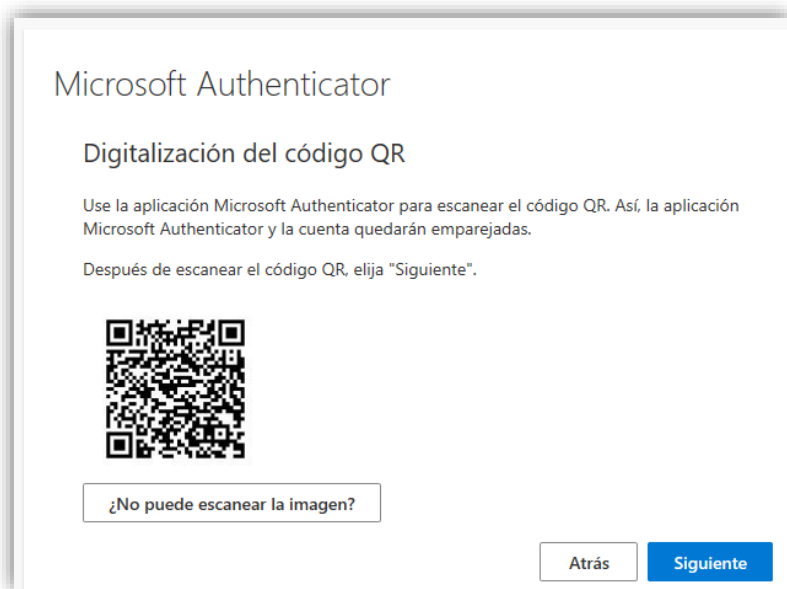 Microsoft Authenticator
Digitalización del código QR
Use la aplicación Microsoft Authenticator para escanear el código QR. Así, la aplicación
Microsoft Authenticator y la cuenta quedarán emparejadas.
Después de escanear el código QR, elija "Siguiente".
¿No puede escanear la imagen?
Atrás Siguiente